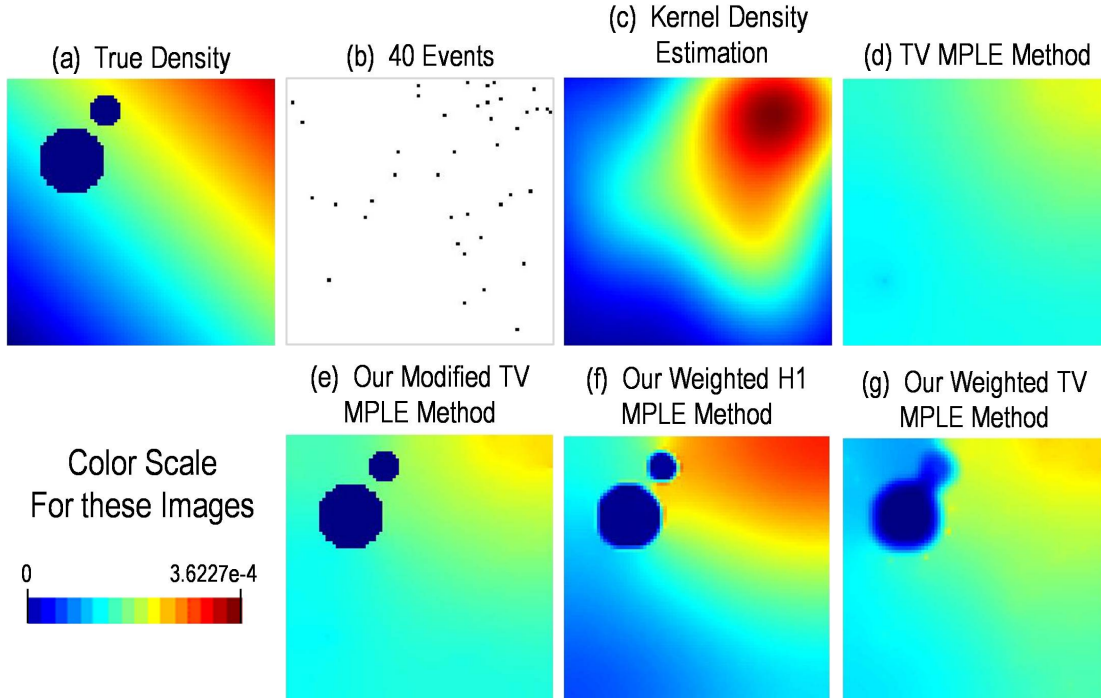 (a) True Density
(b) 40 Events
(c) Kernel Density
Estimation
(d) TV MPLE Method
(e) Our Modified TV
MPLE Method
(f) Our Weighted H1
MPLE Method
(g) Our Weighted TV
MPLE Method
Color Scale
For these Images
0
3.6227e-4